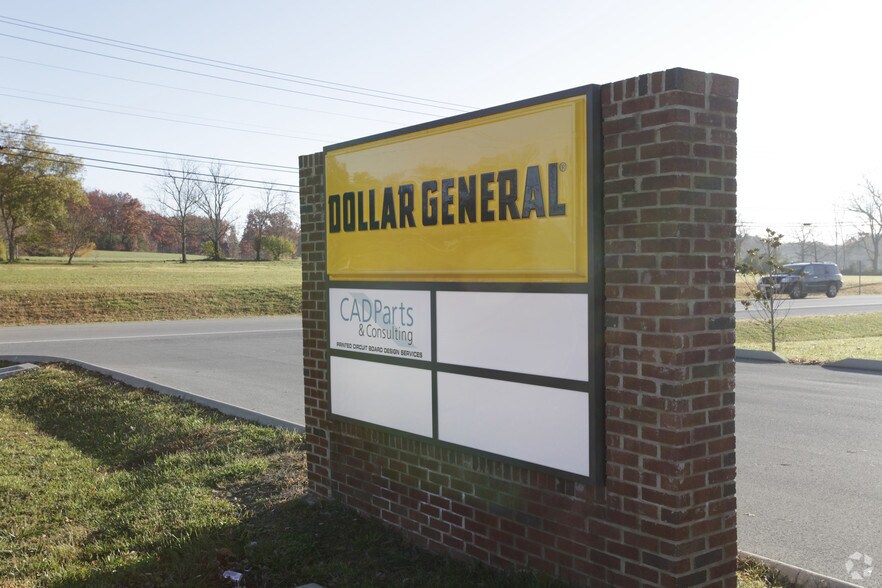 DOLLAR GENERAL®
CADParts
& Consulting
PRINTED CIRCUIT BOARD DESIGN SERVICES